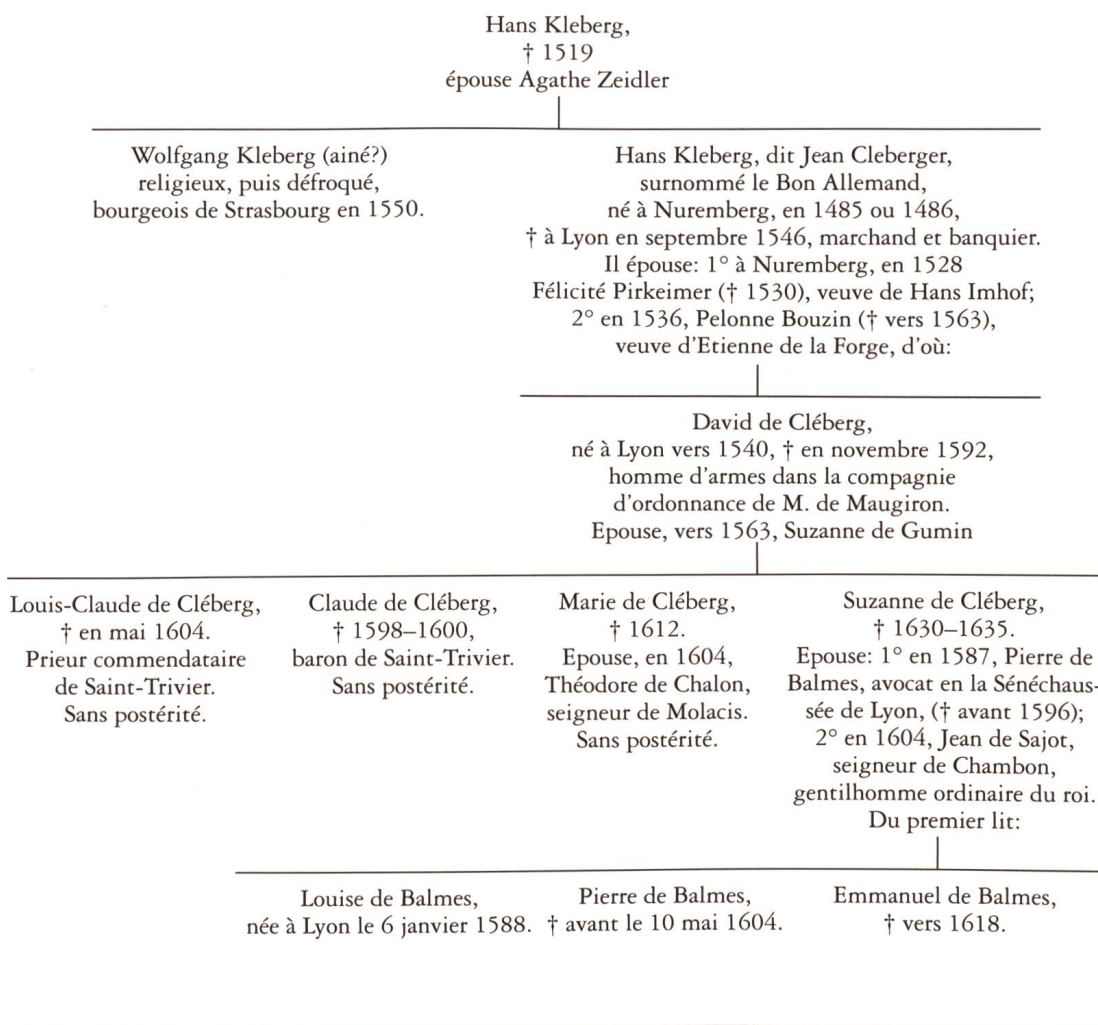 Hans Kleberg,
† 1519
épouse Agathe Zeidler
Wolfgang Kleberg (ainé?)
religieux, puis défroqué,
bourgeois de Strasbourg en 1550.
Hans Kleberg, dit Jean Cleberger,
surnommé le Bon Allemand,
né à Nuremberg, en 1485 ou 1486,
† à Lyon en septembre 1546, marchand et banquier.
Il épouse: 1° à Nuremberg, en 1528
Félicité Pirkeimer († 1530), veuve de Hans Imhof;
2° en 1536, Pelonne Bouzin († vers 1563),
veuve d'Etienne de la Forge, d'où:
David de Cléberg,
né à Lyon vers 1540, † en novembre 1592,
homme d'armes dans la compagnie
d'ordonnance de M. de Maugiron.
Epouse, vers 1563, Suzanne de Gumin
Louis-Claude de Cléberg,
† en mai 1604.
Prieur commendataire
de Saint-Trivier.
Sans postérité.
Claude de Cléberg,
† 1598–1600,
baron de Saint-Trivier.
Sans postérité.
Marie de Cléberg,
† 1612.
Epouse, en 1604,
Théodore de Chalon,
seigneur de Molacis.
Sans postérité.
Suzanne de Cléberg,
† 1630–1635.
Epouse: 1° en 1587, Pierre de
Balmes, avocat en la Sénéchaus-
sée de Lyon, († avant 1596);
2° en 1604, Jean de Sajot,
seigneur de Chambon,
gentilhomme ordinaire du roi.
Du premier lit:
Louise de Balmes,
née à Lyon le 6 janvier 1588.
Pierre de Balmes,
† avant le 10 mai 1604.
Emmanuel de Balmes,
† vers 1618.